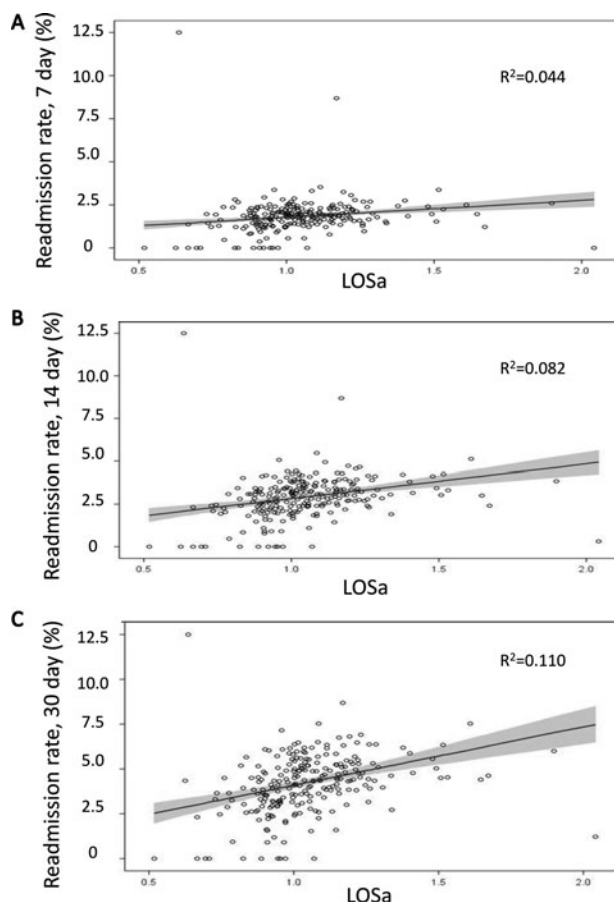 A
Readmission rate, 7 day (%)
12.5
10.0
7.5
5.0
2.5
0
R²=0.044
0.5 1.0 1.5 2.0
LOSa
B
Readmission rate, 14 day (%)
12.5
10.0
7.5
5.0
2.5
0
R²=0.082
0.5 1.0 1.5 2.0
LOSa
C
Readmission rate, 30 day (%)
12.5
10.0
7.5
5.0
2.5
0
R²=0.110
0.5 1.0 1.5 2.0
LOSa